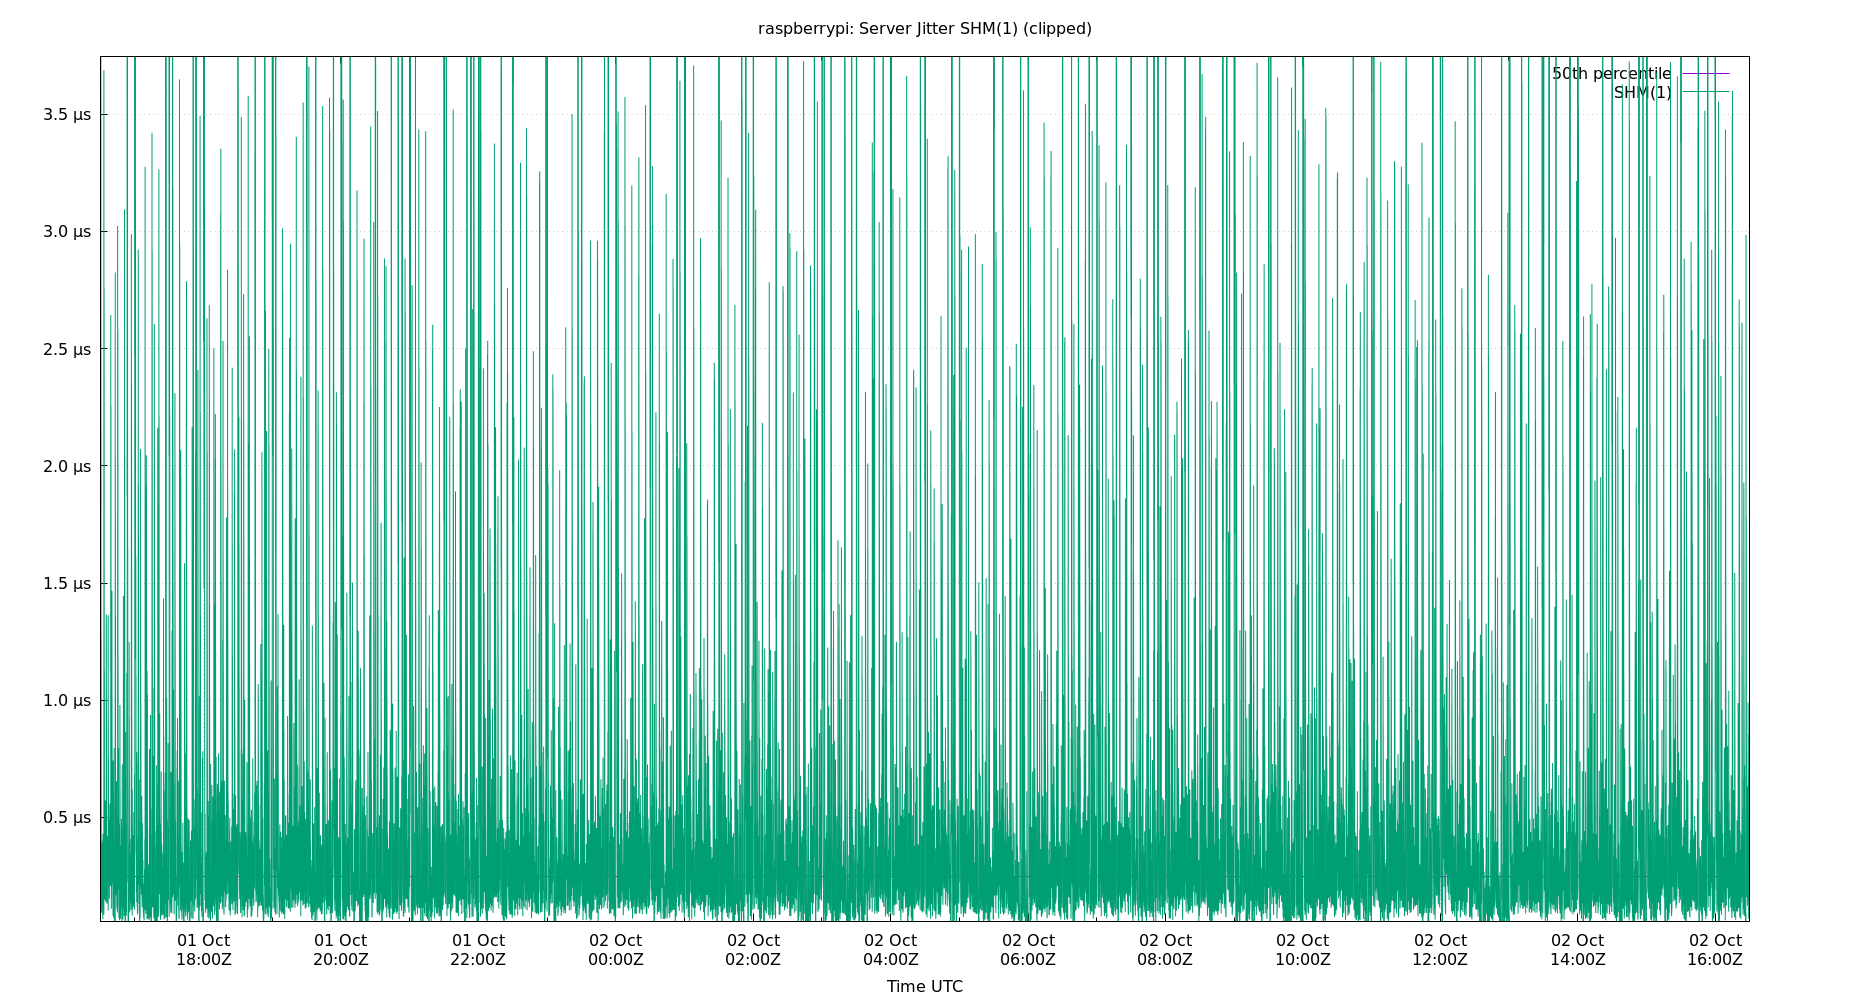 raspberrypi: Server Jitter SHM(1) (clipped)
50th percentile
SHM(1)
3.5 µs
3.0 µs
2.5 µs
2.0 µs
1.5 µs
1.0 µs
0.5 µs
01 Oct 01 Oct 01 Oct 02 Oct 02 Oct 02 Oct 02 Oct 02 Oct 02 Oct 02 Oct 02 Oct 02 Oct
18:00Z 20:00Z 22:00Z 00:00Z 02:00Z 04:00Z 06:00Z 08:00Z 10:00Z 12:00Z 14:00Z 16:00Z
Time UTC